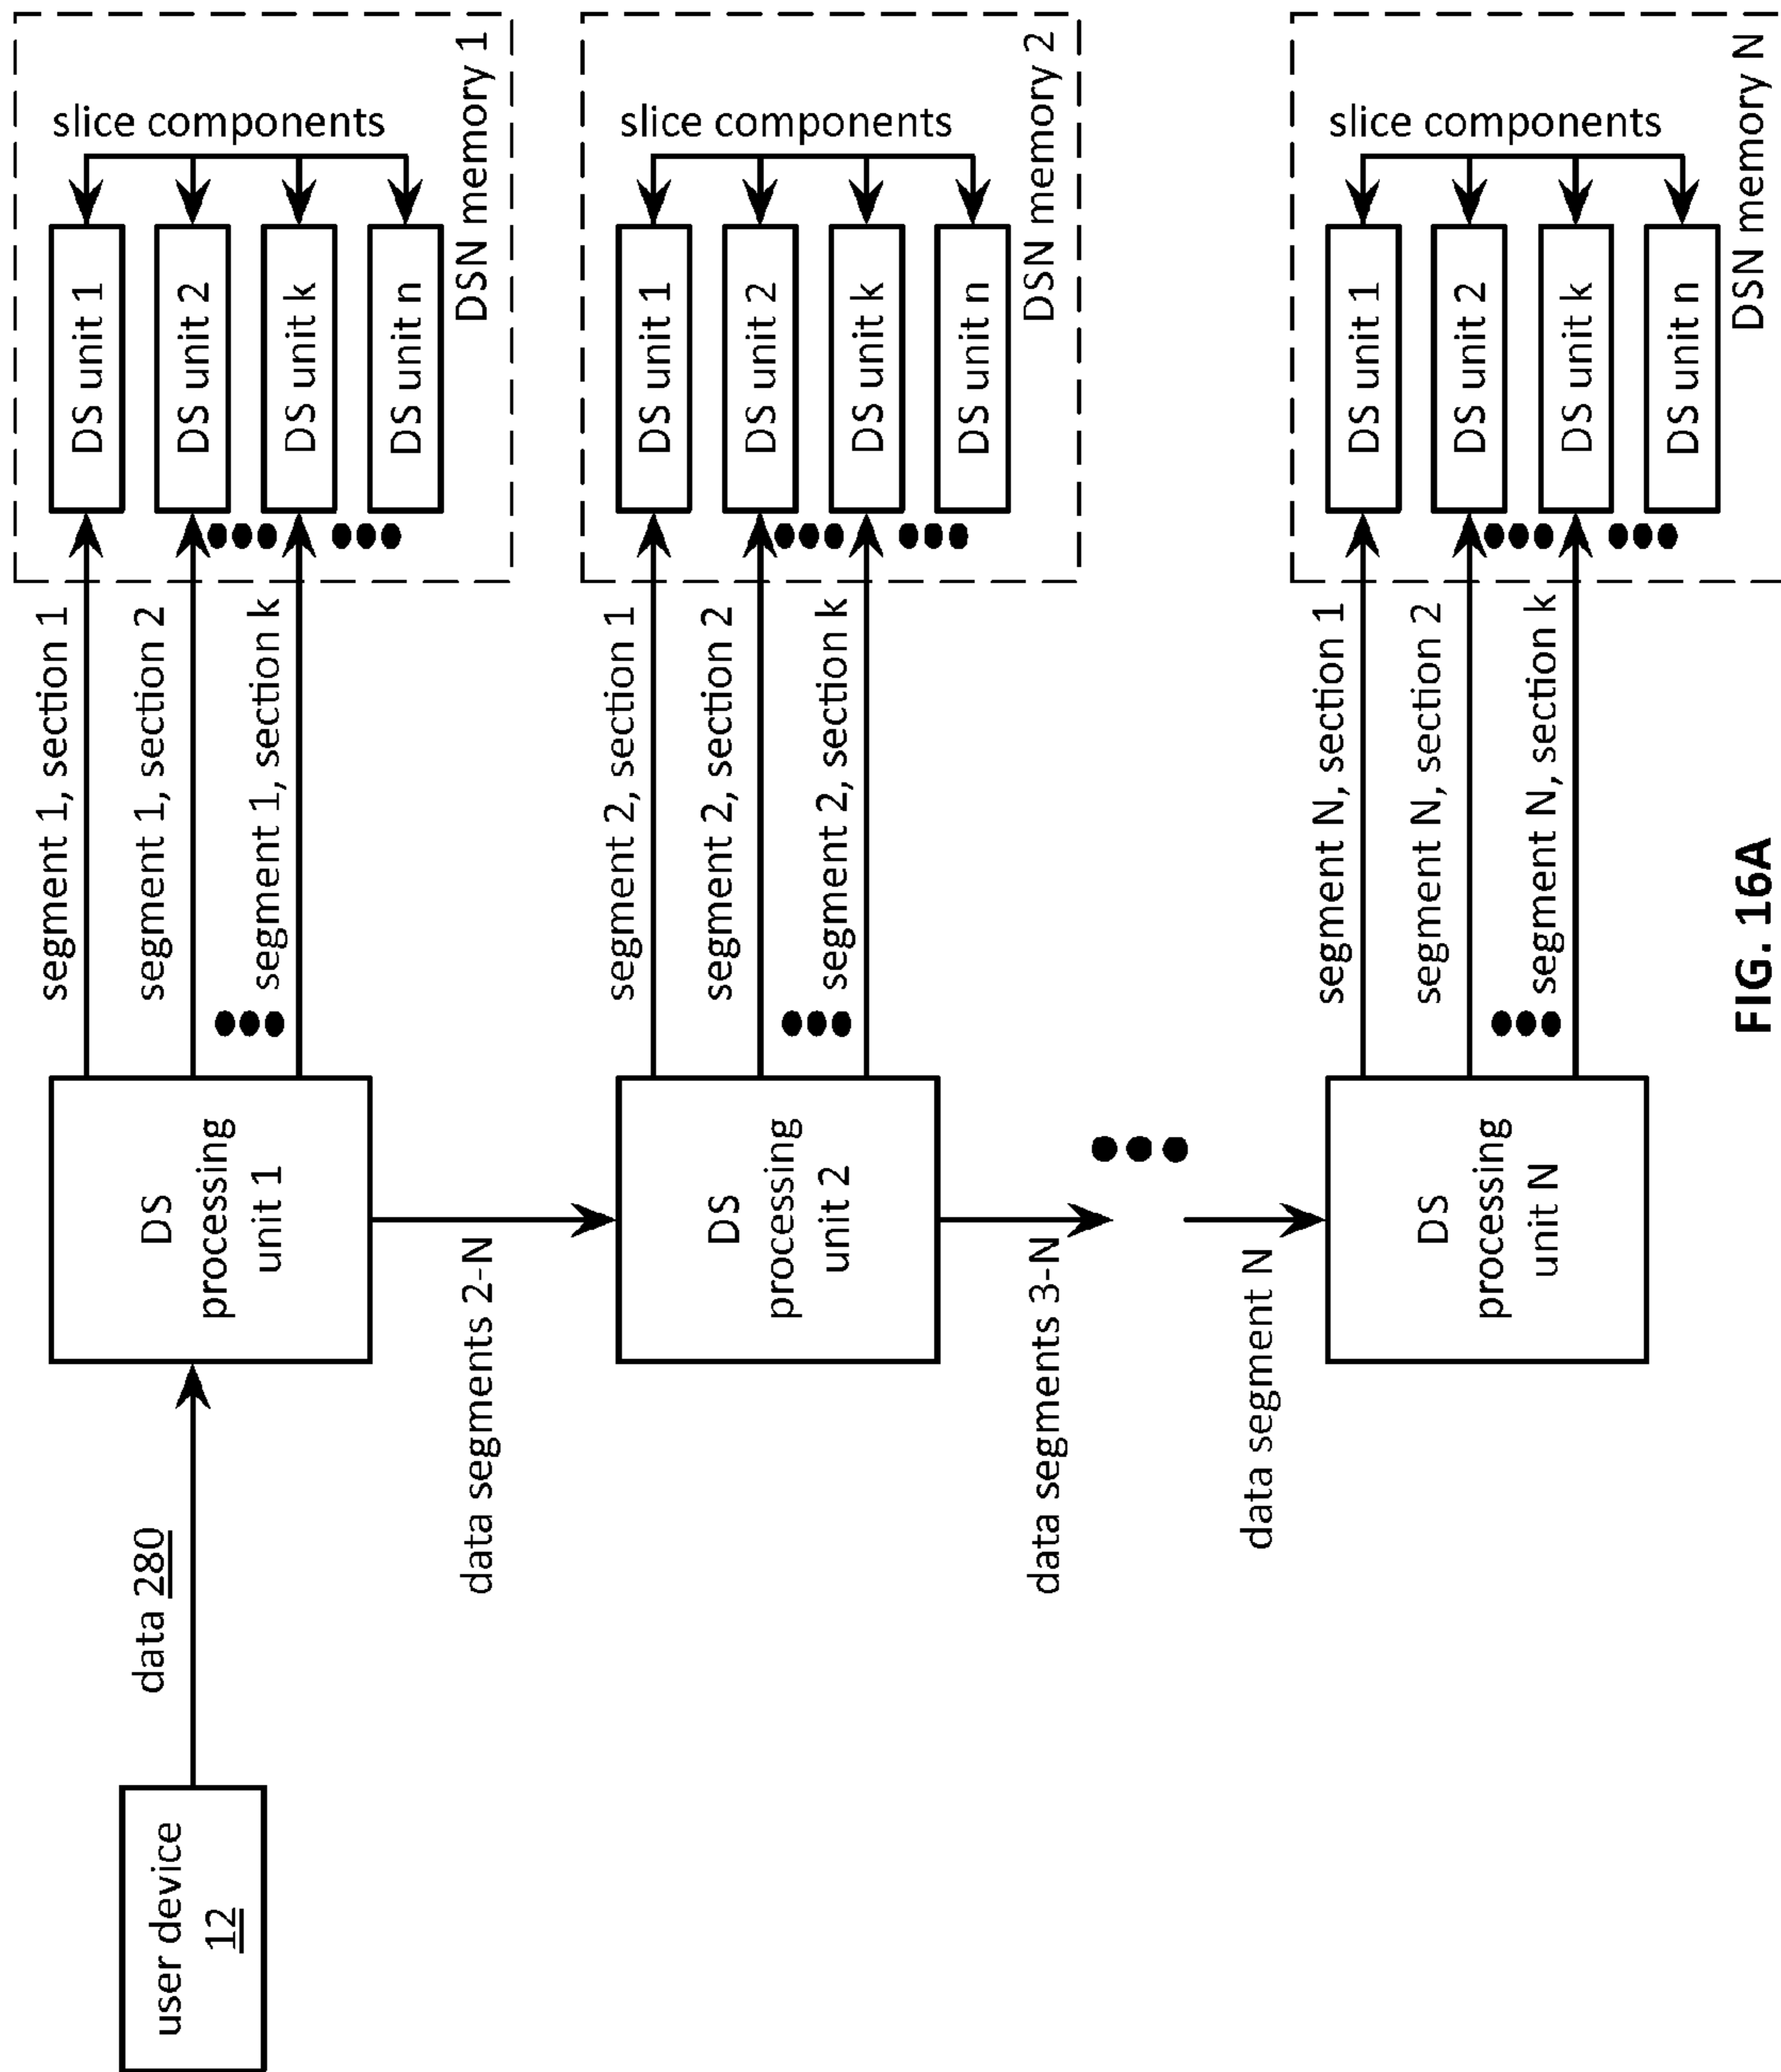 user device
12
data 280
DS
processing
unit 1
segment 1, section 1
segment 1, section 2
segment 1, section k
DS unit 1
DS unit 2
DS unit k
DS unit n
slice components
DSN memory 1
data segments 2-N
DS
processing
unit 2
segment 2, section 1
segment 2, section 2
segment 2, section k
DS unit 1
DS unit 2
DS unit k
DS unit n
slice components
DSN memory 2
data segments 3-N
data segment N
DS
processing
unit N
segment N, section 1
segment N, section 2
segment N, section k
DS unit 1
DS unit 2
DS unit k
DS unit n
slice components
DSN memory N
FIG. 16A